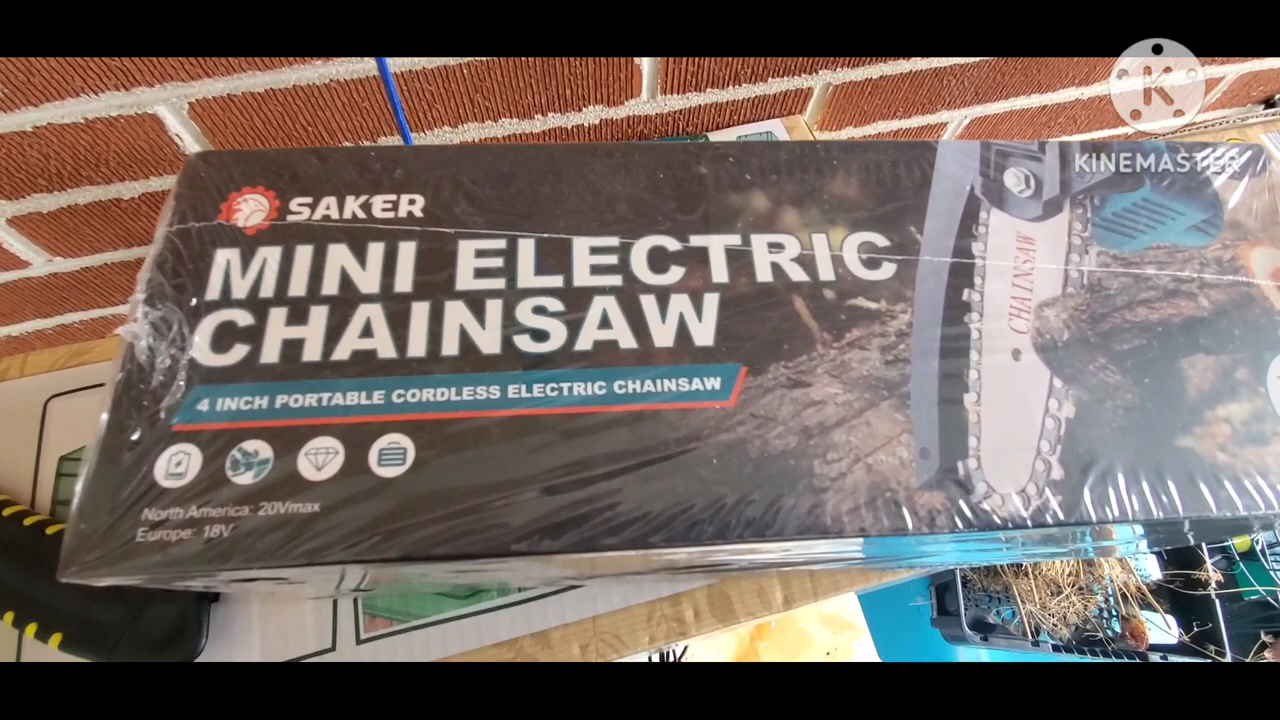 K
KINEMASTER
SAKER
MINI ELECTRIC
CHAINSAW
4 INCH PORTABLE CORDLESS ELECTRIC CHAINSAW
North America: 20Vmax
Europe: 18V
CHAINSAW